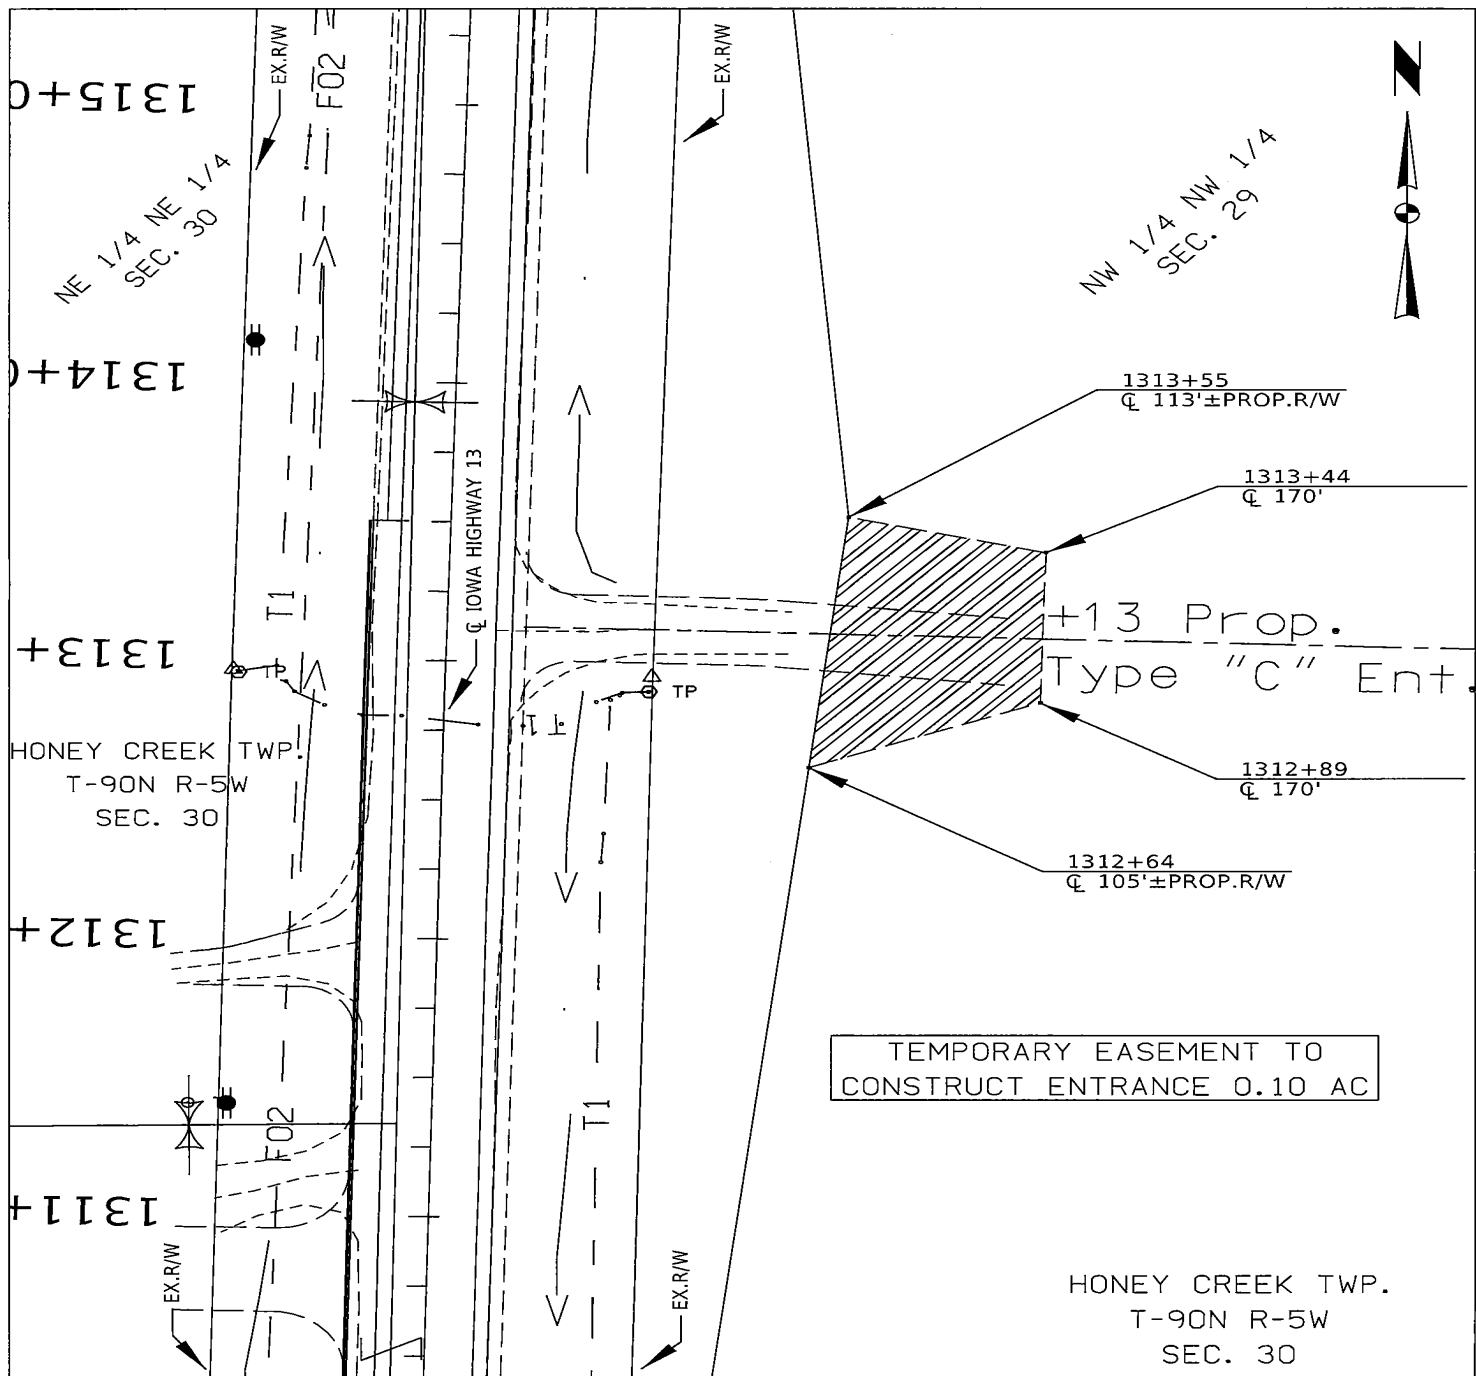 EX.R/W
EX.R/W
N
1315+0
F02
NE 1/4 NE 1/4
SEC. 30
NW 1/4 NW 1/4
SEC. 29
1314+0
1313+55
℄ 113'±PROP.R/W
1313+44
℄ 170'
℄ IOWA HIGHWAY 13
T1
+13 Prop.
Type "C" Ent.
1313+
TP
TP
T1
HONEY CREEK TWP.
T-90N R-5W
SEC. 30
1312+89
℄ 170'
1312+64
℄ 105'±PROP.R/W
1312+
TEMPORARY EASEMENT TO
CONSTRUCT ENTRANCE 0.10 AC
T1
F02
1311+
EX.R/W
EX.R/W
HONEY CREEK TWP.
T-90N R-5W
SEC. 30